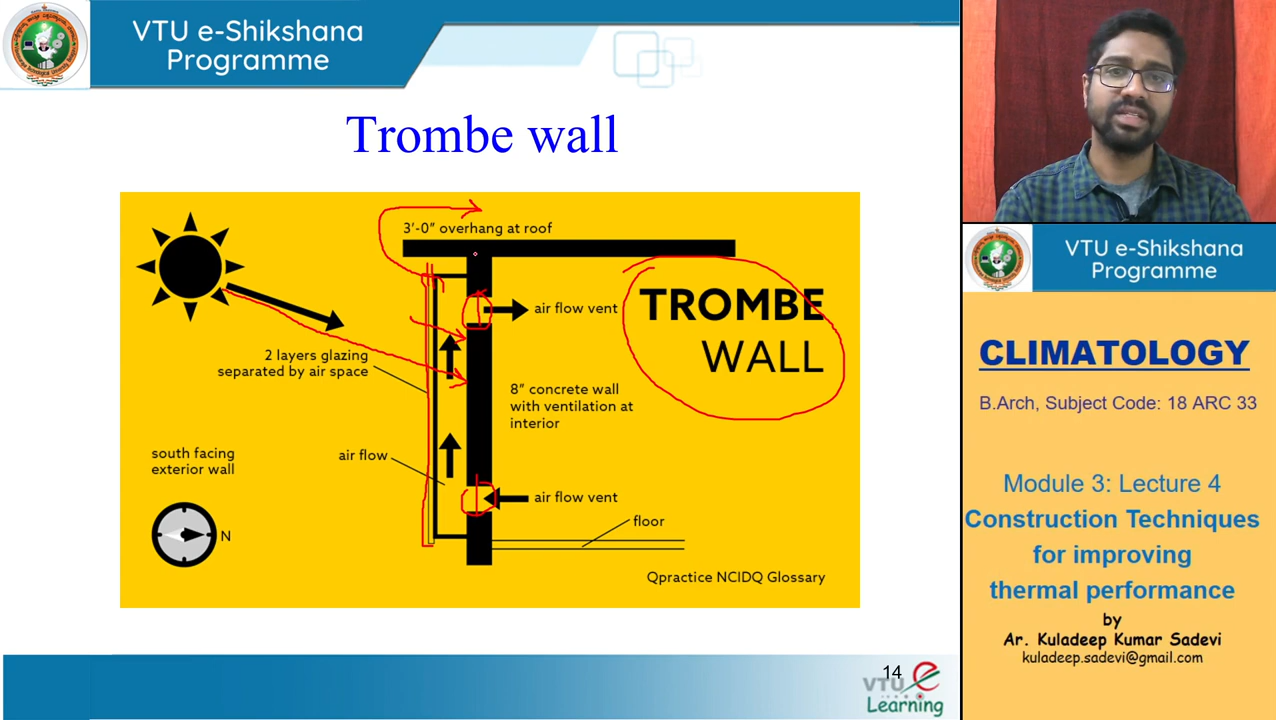 VTU e-Shikshana
Programme
Trombe wall
3'-0" overhang at roof
air flow vent
TROMBE
WALL
2 layers glazing
separated by air space
8" concrete wall
with ventilation at
interior
south facing
exterior wall
air flow
air flow vent
floor
N
Qpractice NCIDQ Glossary
14
VTU e
Learning
VTU e-Shikshana
Programme
CLIMATOLOGY
B.Arch, Subject Code: 18 ARC 33
Module 3: Lecture 4
Construction Techniques
for improving
thermal performance
by
Ar. Kuladeep Kumar Sadevi
kuladeep.sadevi@gmail.com